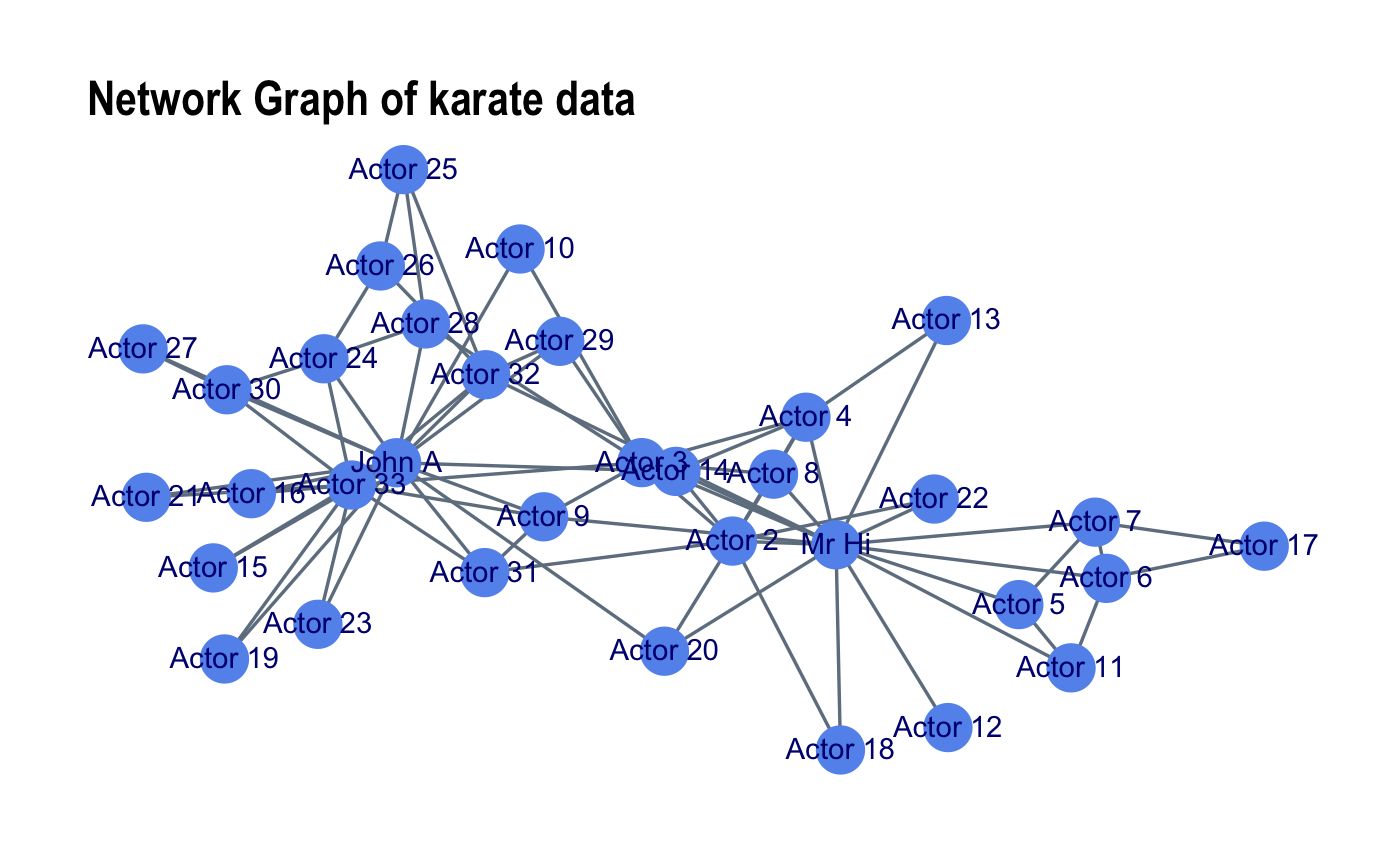 Network Graph of karate data
Actor 25
Actor 10
Actor 26
Actor 13
Actor 28
Actor 29
Actor 27
Actor 24
Actor 32
Actor 30
Actor 4
John A
Actor 3
Actor 14
Actor 8
Actor 33
Actor 16
Actor 21
Actor 22
Actor 9
Actor 7
Actor 2
Mr Hi
Actor 17
Actor 15
Actor 31
Actor 6
Actor 5
Actor 23
Actor 20
Actor 19
Actor 11
Actor 12
Actor 18